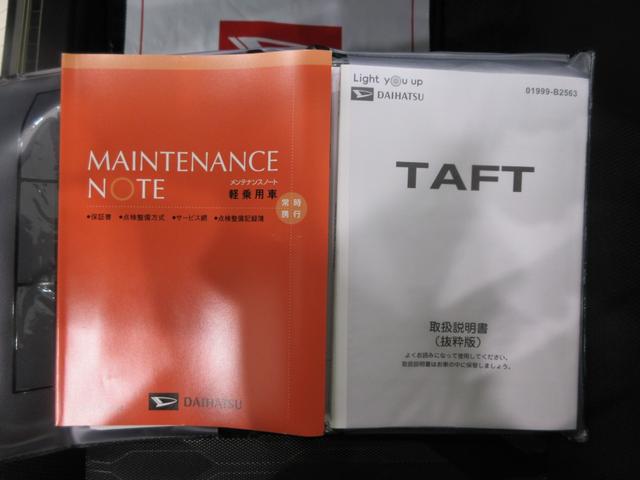 MAINTENANCE
NOTE
メンテナンスノート
軽乗用車
常時
携行
●保証書 ●点検整備方式 ●サービス網 ●点検整備記録簿
DAIHATSU
Light you up
DAIHATSU
01999-B2563
TAFT
取扱説明書
(抜粋版)
よくお読みになって使用してください。
取扱説明書はお車の中に保管しましょう。